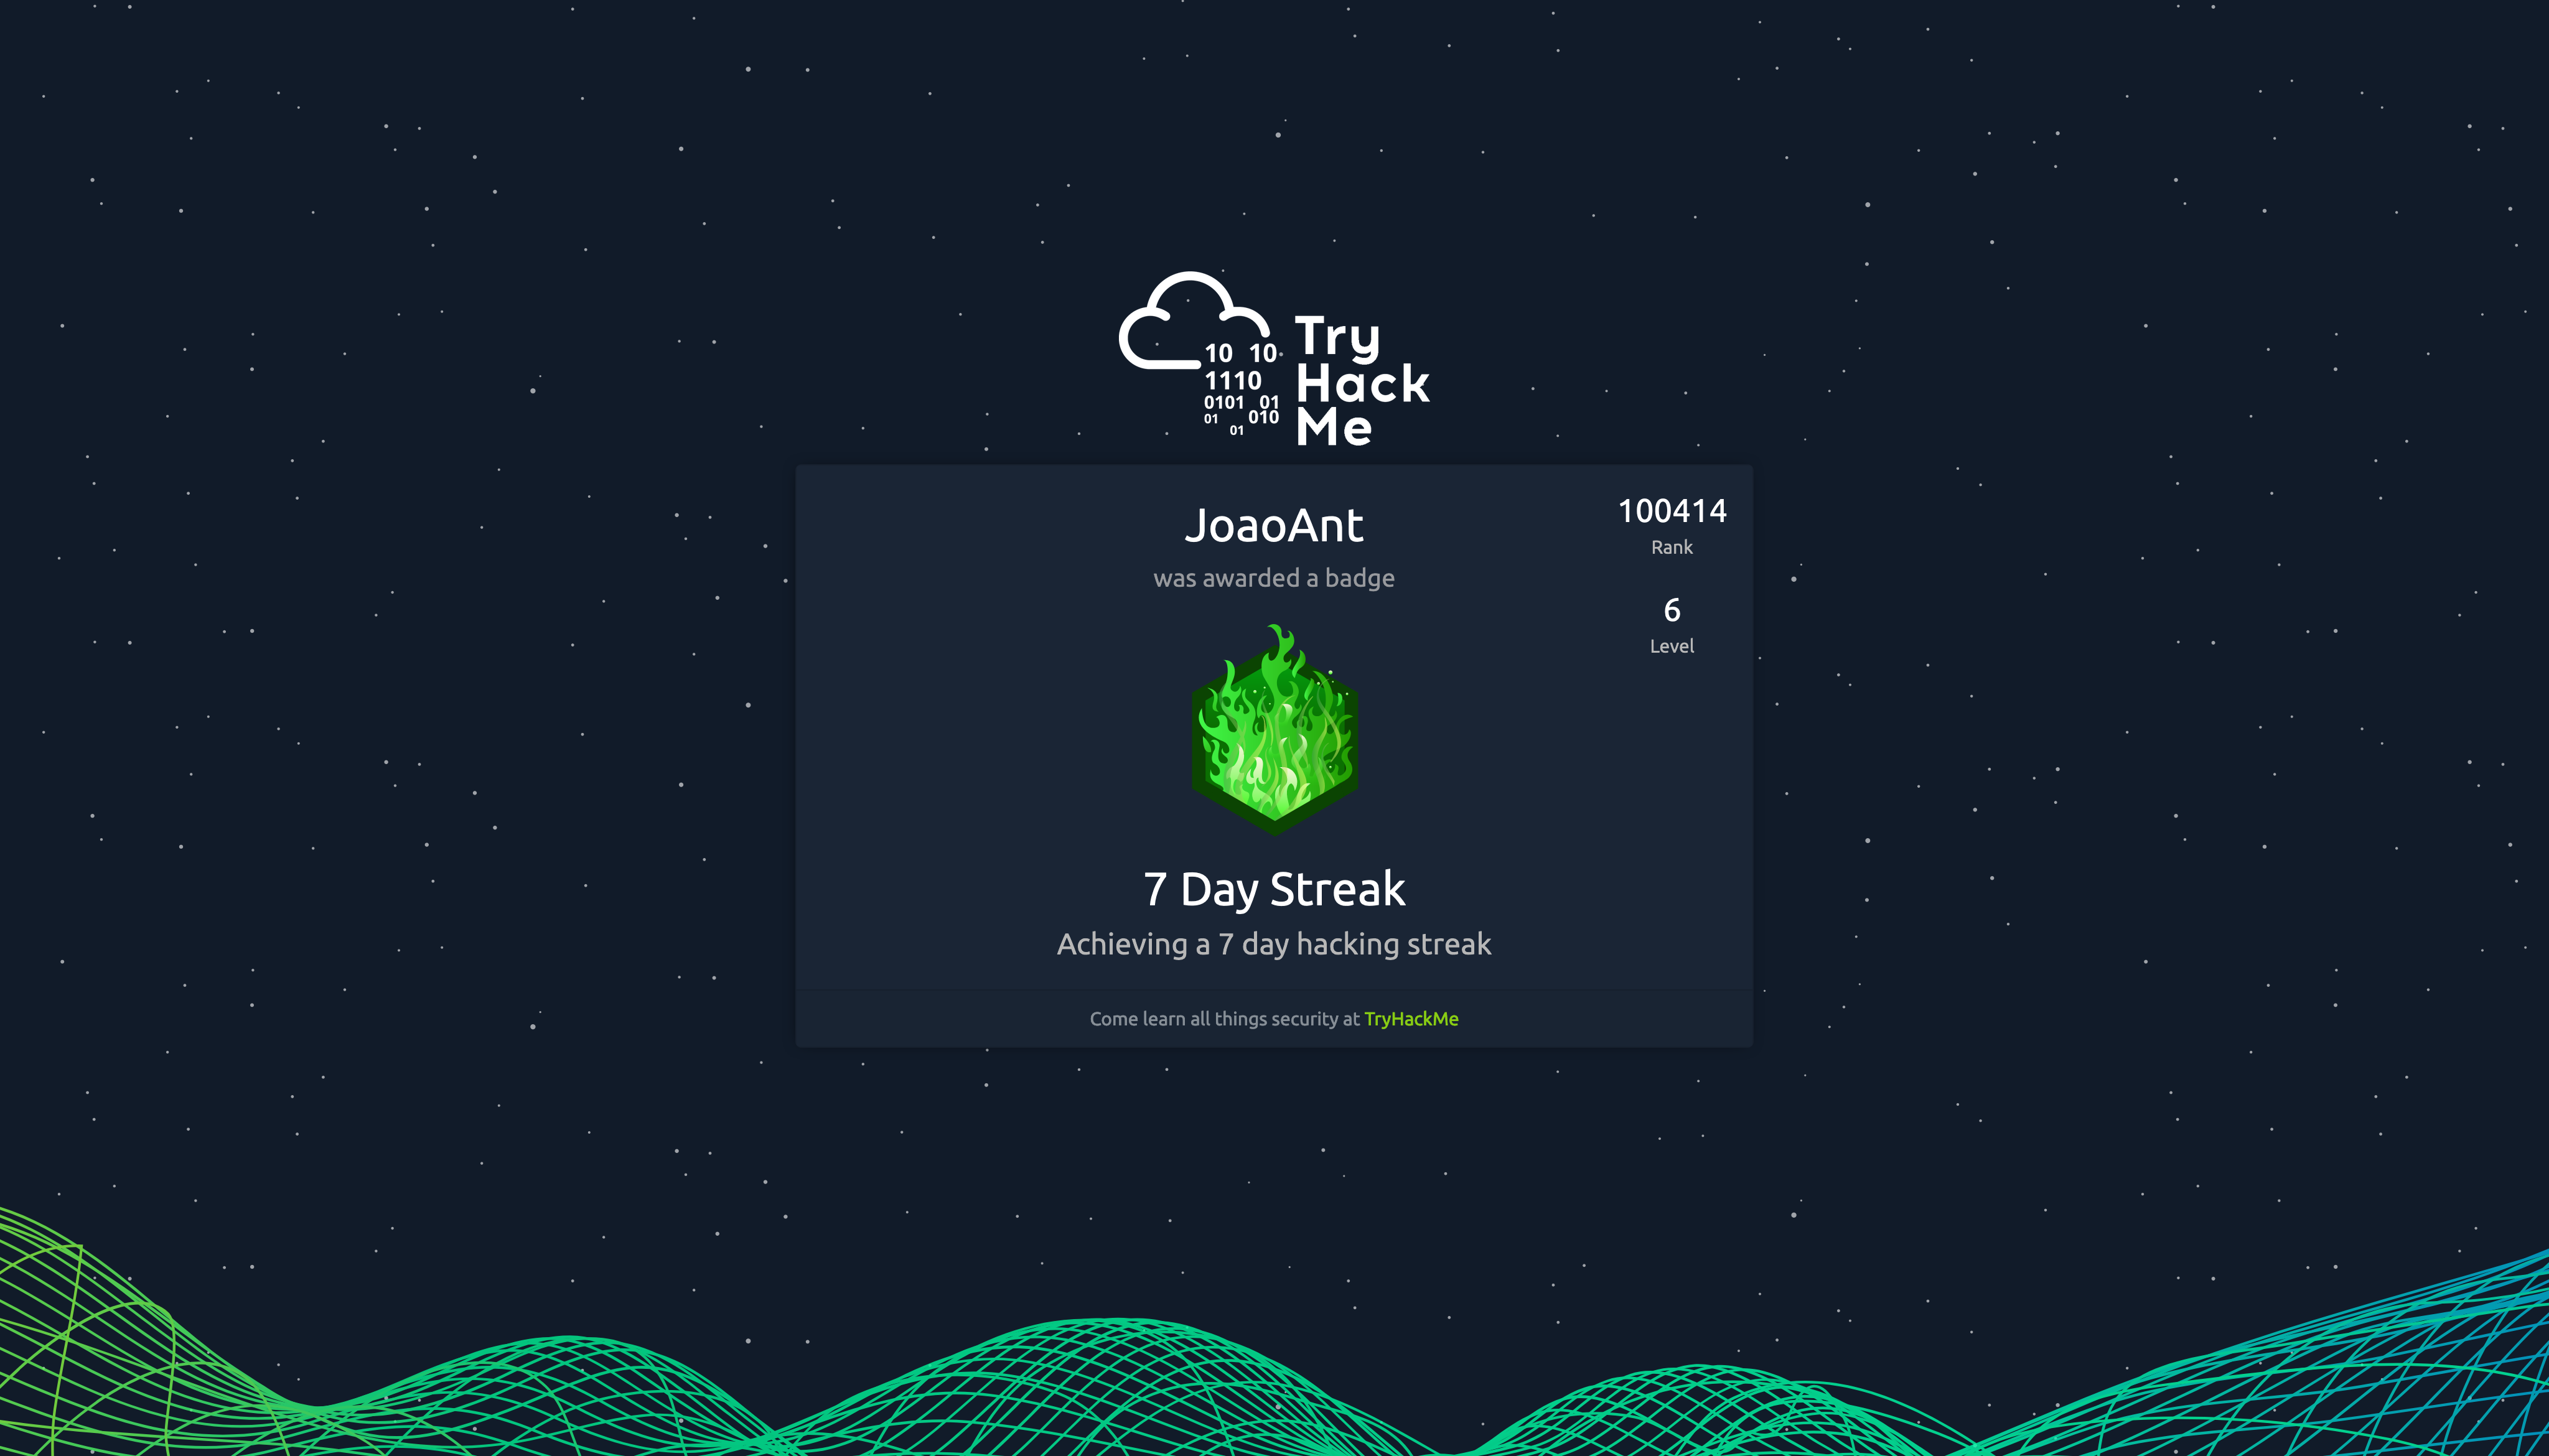 10 10
1110
0101 01
01 010
01
Try
Hack
Me
JoaoAnt
was awarded a badge
100414
Rank
6
Level
7 Day Streak
Achieving a 7 day hacking streak
Come learn all things security at TryHackMe